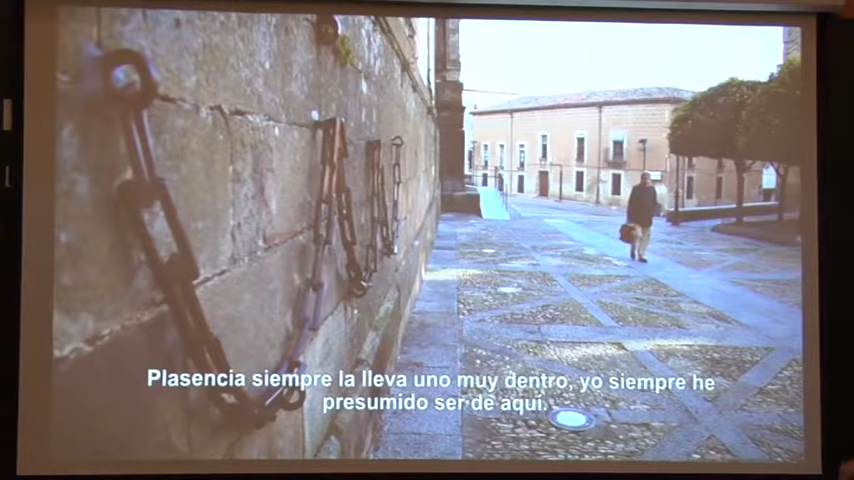 Plasencia siempre la lleva uno muy dentro, yo siempre he
presumido ser de aquí.